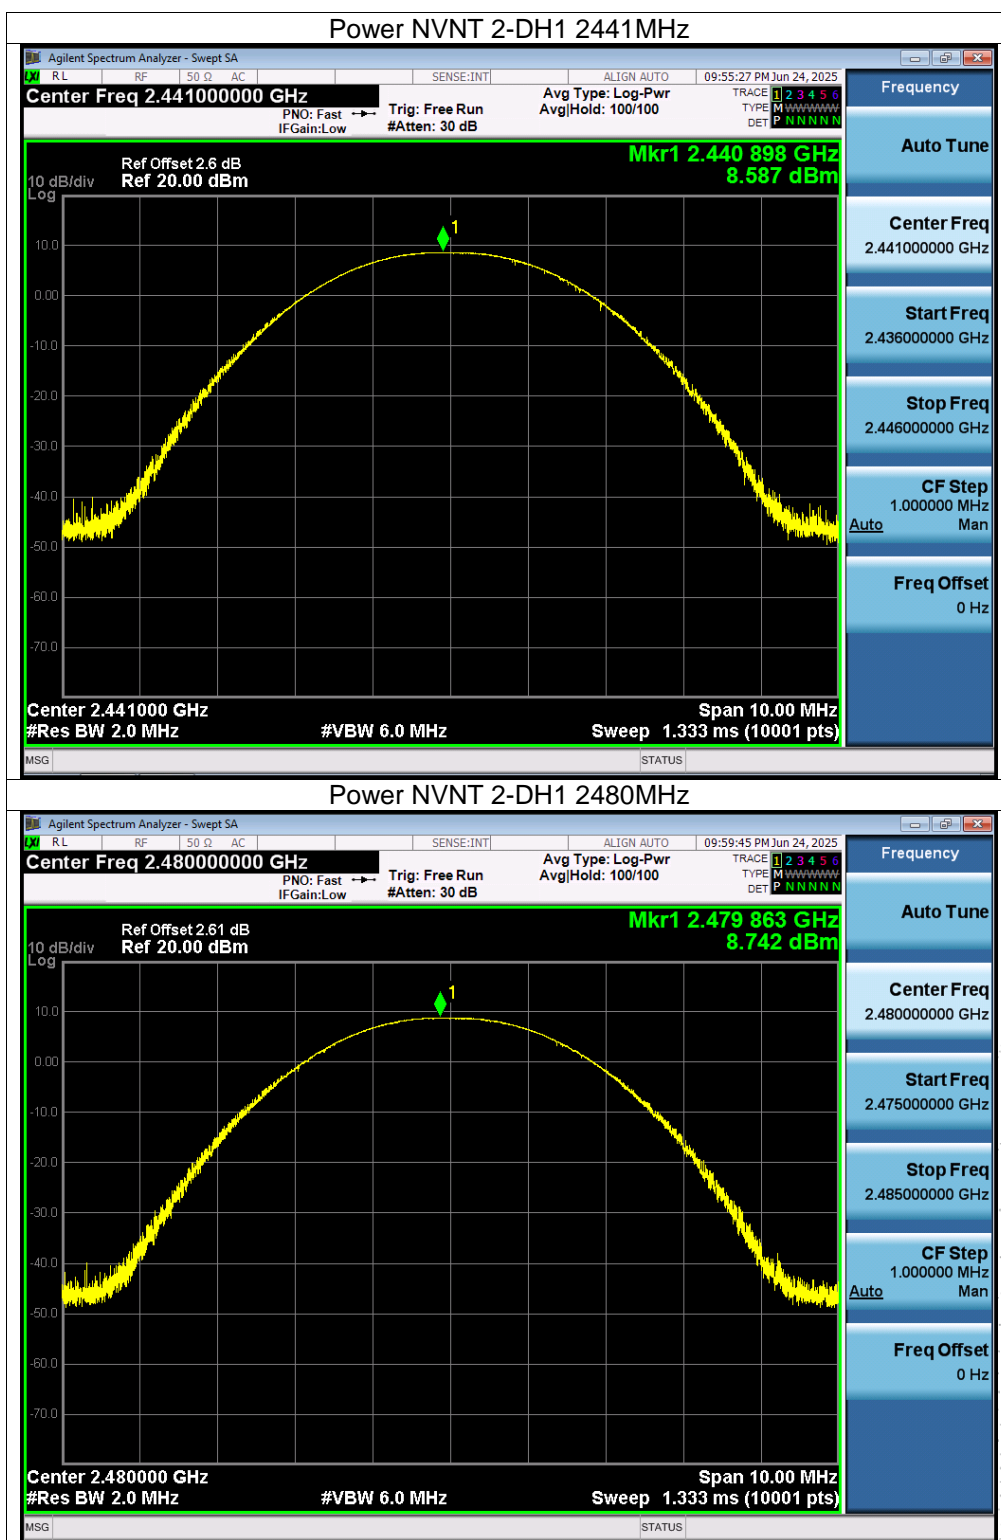 Power NVNT 2-DH1 2441MHz
Agilent Spectrum Analyzer - Swept SA
LXI RL RF 50 Ω AC SENSE:INT ALIGN AUTO 09:55:27 PM Jun 24, 2025
Center Freq 2.441000000 GHz
PNO: Fast
IFGain:Low
Trig: Free Run
#Atten: 30 dB
Avg Type: Log-Pwr
Avg|Hold: 100/100
TRACE 1 2 3 4 5 6
TYPE M WWWWW
DET P N N N N N
Frequency
Auto Tune
Center Freq
2.441000000 GHz
Start Freq
2.436000000 GHz
Stop Freq
2.446000000 GHz
CF Step
1.000000 MHz
Auto Man
Freq Offset
0 Hz
Mkr1 2.440 898 GHz
8.587 dBm
Ref Offset 2.6 dB
10 dB/div Ref 20.00 dBm
Log
1
10.0
0.00
-10.0
-20.0
-30.0
-40.0
-50.0
-60.0
-70.0
Center 2.441000 GHz Span 10.00 MHz
#Res BW 2.0 MHz #VBW 6.0 MHz Sweep 1.333 ms (10001 pts)
MSG STATUS
Power NVNT 2-DH1 2480MHz
Agilent Spectrum Analyzer - Swept SA
LXI RL RF 50 Ω AC SENSE:INT ALIGN AUTO 09:59:45 PM Jun 24, 2025
Center Freq 2.480000000 GHz
PNO: Fast
IFGain:Low
Trig: Free Run
#Atten: 30 dB
Avg Type: Log-Pwr
Avg|Hold: 100/100
TRACE 1 2 3 4 5 6
TYPE M WWWWW
DET P N N N N N
Frequency
Auto Tune
Center Freq
2.480000000 GHz
Start Freq
2.475000000 GHz
Stop Freq
2.485000000 GHz
CF Step
1.000000 MHz
Auto Man
Freq Offset
0 Hz
Mkr1 2.479 863 GHz
8.742 dBm
Ref Offset 2.61 dB
10 dB/div Ref 20.00 dBm
Log
1
10.0
0.00
-10.0
-20.0
-30.0
-40.0
-50.0
-60.0
-70.0
Center 2.480000 GHz Span 10.00 MHz
#Res BW 2.0 MHz #VBW 6.0 MHz Sweep 1.333 ms (10001 pts)
MSG STATUS